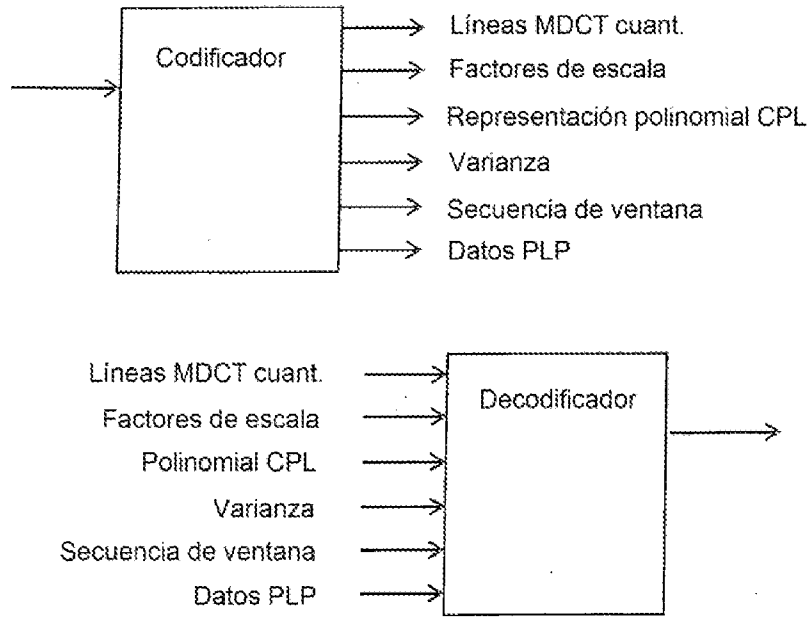 Codificador
Líneas MDCT cuant.
Factores de escala
Representación polinomial CPL
Varianza
Secuencia de ventana
Datos PLP
Líneas MDCT cuant.
Factores de escala
Polinomial CPL
Varianza
Secuencia de ventana
Datos PLP
Decodificador